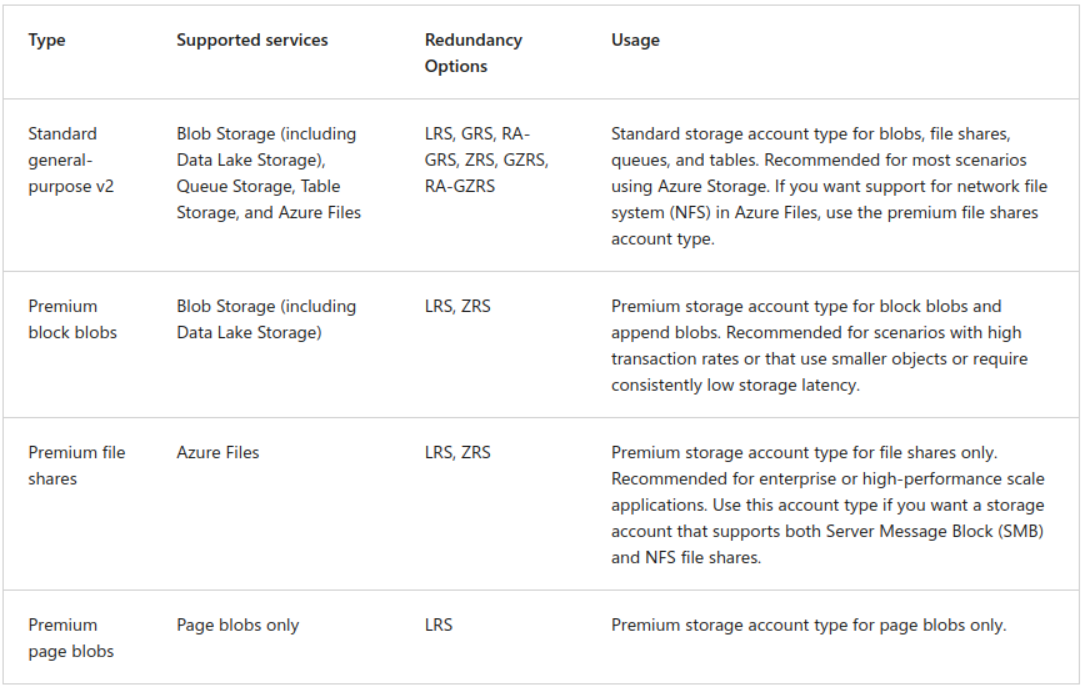 Type
Supported services
Redundancy
Options
Usage
Standard
general-
purpose v2
Blob Storage (including
Data Lake Storage),
Queue Storage, Table
Storage, and Azure Files
LRS, GRS, RA-
GRS, ZRS, GZRS,
RA-GZRS
Standard storage account type for blobs, file shares,
queues, and tables. Recommended for most scenarios
using Azure Storage. If you want support for network file
system (NFS) in Azure Files, use the premium file shares
account type.
Premium
block blobs
Blob Storage (including
Data Lake Storage)
LRS, ZRS
Premium storage account type for block blobs and
append blobs. Recommended for scenarios with high
transaction rates or that use smaller objects or require
consistently low storage latency.
Premium file
shares
Azure Files
LRS, ZRS
Premium storage account type for file shares only.
Recommended for enterprise or high-performance scale
applications. Use this account type if you want a storage
account that supports both Server Message Block (SMB)
and NFS file shares.
Premium
page blobs
Page blobs only
LRS
Premium storage account type for page blobs only.